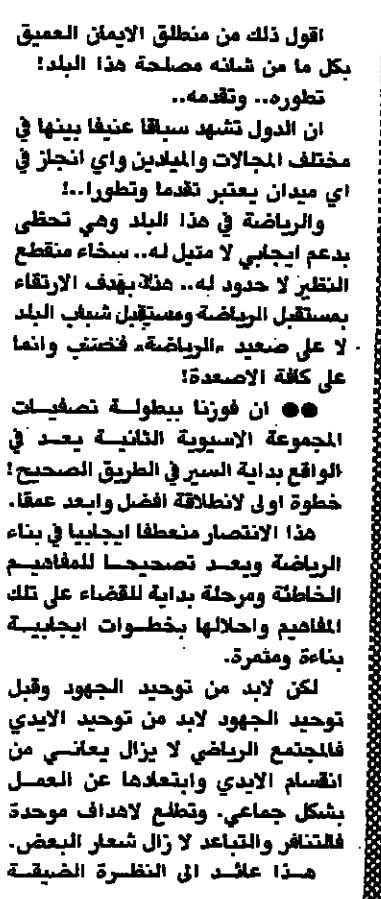 اقول ذلك من منطلق الايمان العميق
بكل ما من شانه مصلحة هذا البلد!
تطوره.. وتقدمه..
ان الدول تشهد سباقا عنيفا بينها في
مختلف المجالات والميادين واي انجاز في
اي ميدان يعتبر تقدما وتطورا..!
والرياضة في هذا البلد وهي تحظى
بدعم ايجابي لا مثيل له.. سخاء منقطع
النظير لا حدود له.. هذا بهدف الارتقاء
بمستقبل الرياضة ومستقبل شباب البلد
لا على صعيد «الرياضة» فحسب وانما
على كافة الاصعدة!
●● ان فوزنا ببطولة تصفيات
المجموعة الاسيوية الثانية يعد في
الواقع بداية السير في الطريق الصحيح!
خطوة اولى لانطلاقة افضل وابعد عمقا.
هذا الانتصار منعطفا ايجابيا في بناء
الرياضة ويعد تصحيحا للمفاهيم
الخاطئة ومرحلة بداية للقضاء على تلك
المفاهيم واحلالها بخطوات ايجابية
بناءة ومثمرة.
لكن لابد من توحيد الجهود وقبل
توحيد الجهود لابد من توحيد الايدي
فالمجتمع الرياضي لا يزال يعاني من
انقسام الايدي وابتعادها عن العمل
بشكل جماعي. وتطلع لاهداف موحدة
فالتنافر والتباعد لا زال شعار البعض.
هذا عائد الى النظرة الضيقة